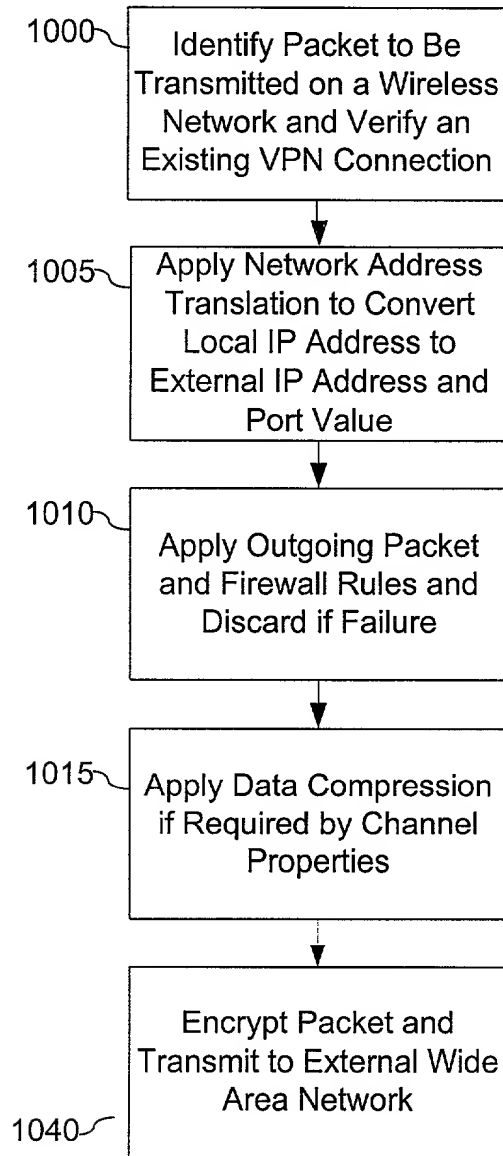 1000
Identify Packet to Be
Transmitted on a Wireless
Network and Verify an
Existing VPN Connection
1005
Apply Network Address
Translation to Convert
Local IP Address to
External IP Address and
Port Value
1010
Apply Outgoing Packet
and Firewall Rules and
Discard if Failure
1015
Apply Data Compression
if Required by Channel
Properties
Encrypt Packet and
Transmit to External Wide
Area Network
1040